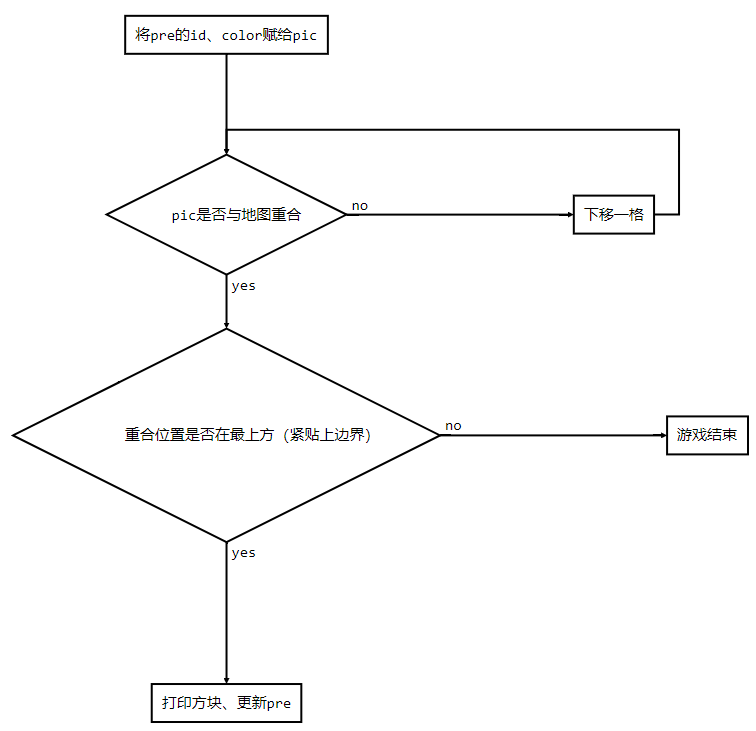 将pre的id、color赋给pic
pic是否与地图重合
no
下移一格
yes
重合位置是否在最上方（紧贴上边界）
no
游戏结束
yes
打印方块、更新pre